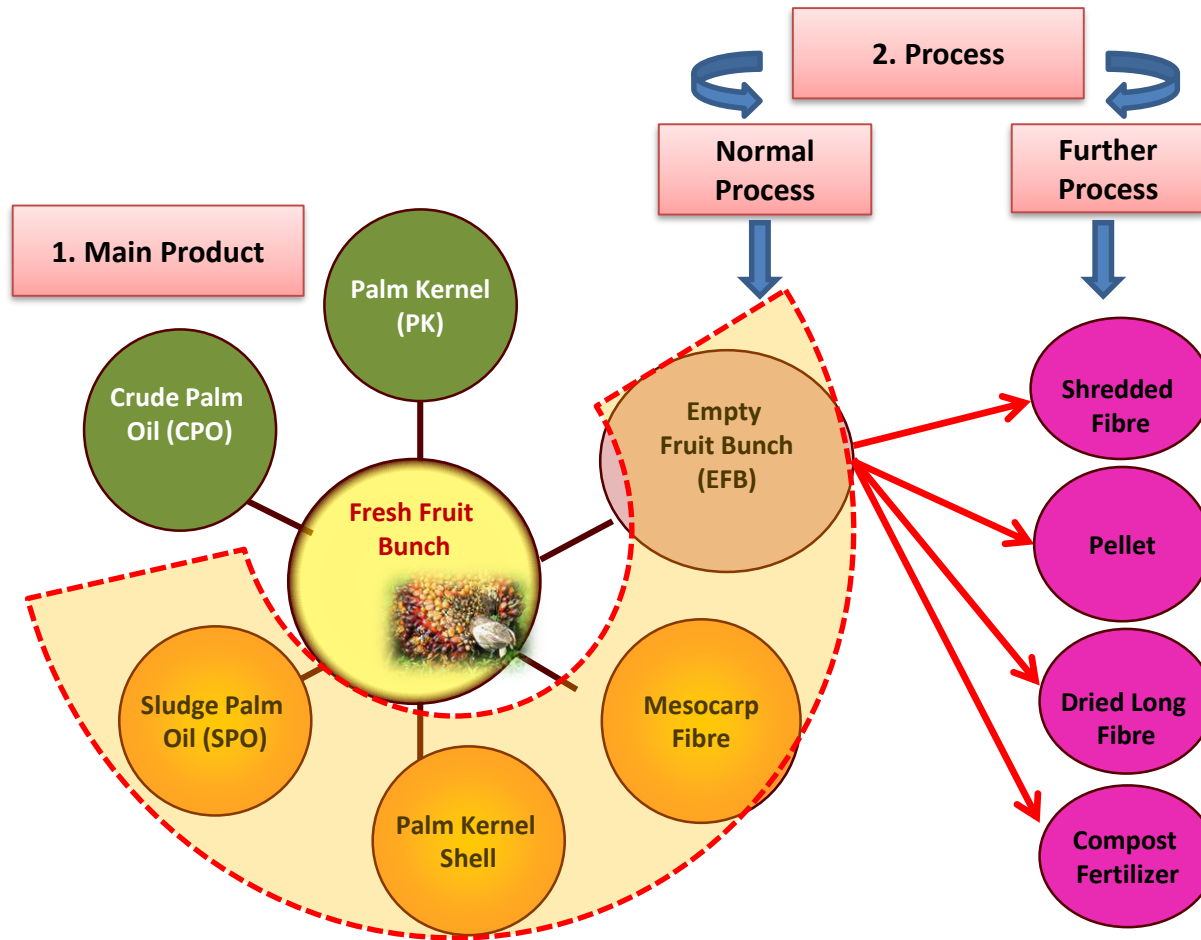 2. Process
Normal
Process
Further
Process
1. Main Product
Palm Kernel
(PK)
Crude Palm
Oil (CPO)
Fresh Fruit
Bunch
Empty
Fruit Bunch
(EFB)
Sludge Palm
Oil (SPO)
Palm Kernel
Shell
Mesocarp
Fibre
Shredded
Fibre
Pellet
Dried Long
Fibre
Compost
Fertilizer